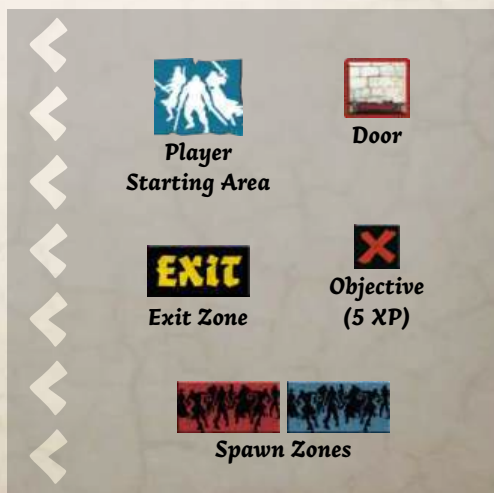 Player
Starting Area
Door
EXIT
Exit Zone
Objective
(5 XP)
Spawn Zones